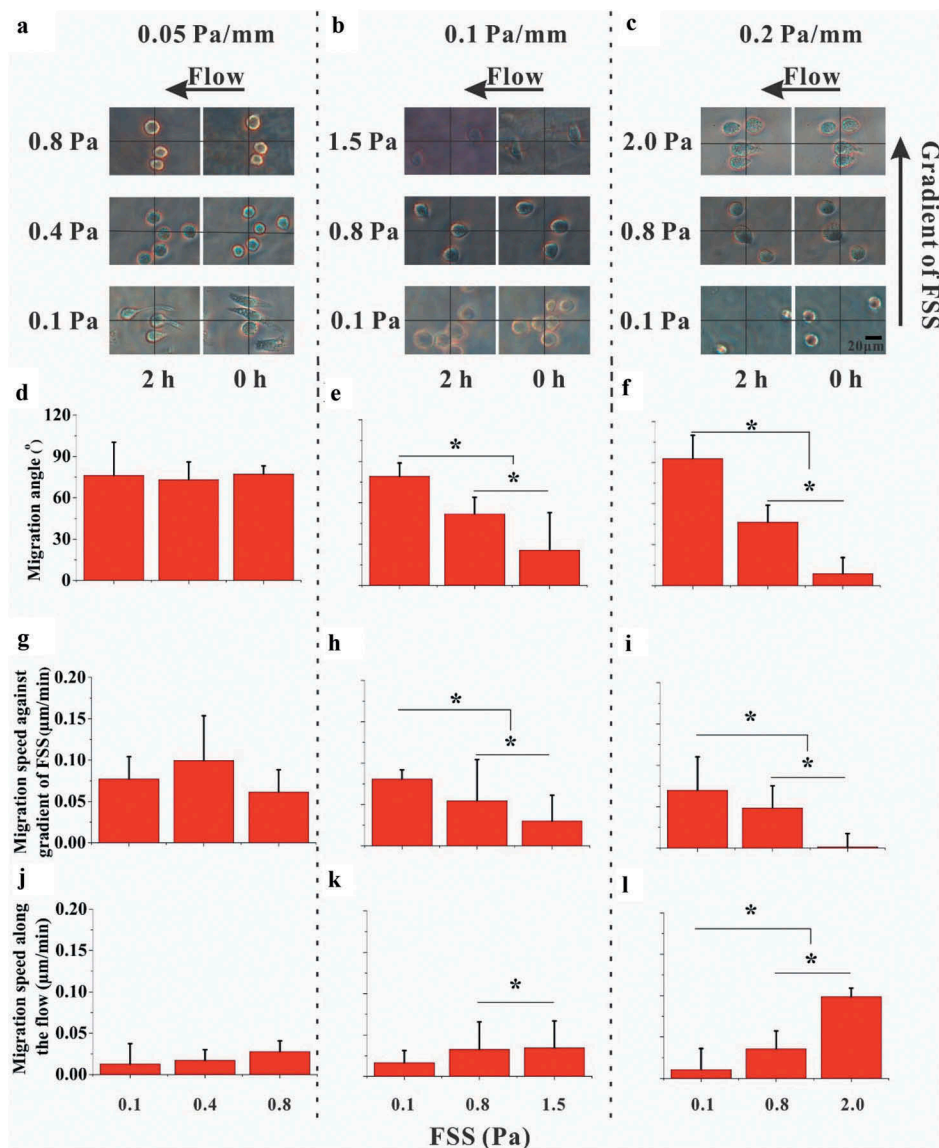 a
0.05 Pa/mm
b
0.1 Pa/mm
c
0.2 Pa/mm
Flow
Flow
Flow
0.8 Pa
1.5 Pa
2.0 Pa
0.4 Pa
0.8 Pa
0.8 Pa
0.1 Pa
0.1 Pa
0.1 Pa
20μm
Gradient of FSS
2 h 0 h
2 h 0 h
2 h 0 h
d
Migration angle (°)
120
90
60
30
0
e
*
*
f
*
*
g
Migration speed against
gradient of FSS (μm/min)
0.20
0.15
0.10
0.05
0.00
h
*
*
i
*
*
j
Migration speed along
the flow (μm/min)
0.20
0.15
0.10
0.05
0.00
0.1 0.4 0.8
k
*
0.1 0.8 1.5
l
*
*
0.1 0.8 2.0
FSS (Pa)